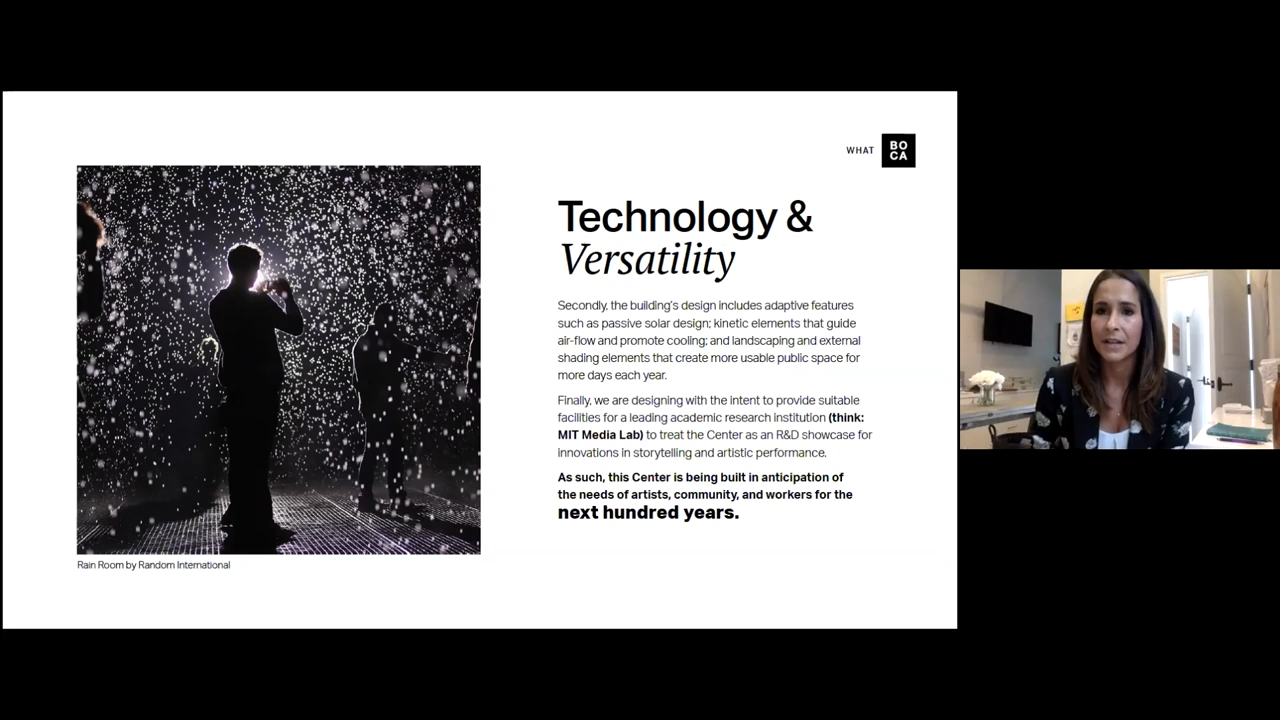 WHAT
BO
CA
Technology &
Versatility
Secondly, the building's design includes adaptive features
such as passive solar design; kinetic elements that guide
air-flow and promote cooling; and landscaping and external
shading elements that create more usable public space for
more days each year.
Finally, we are designing with the intent to provide suitable
facilities for a leading academic research institution (think:
MIT Media Lab) to treat the Center as an R&D showcase for
innovations in storytelling and artistic performance.
As such, this Center is being built in anticipation of
the needs of artists, community, and workers for the
next hundred years.
Rain Room by Random International